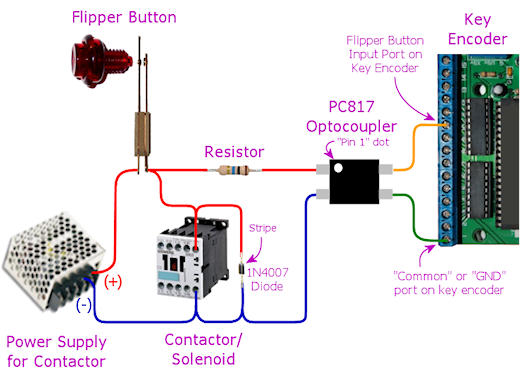 Flipper Button
Key
Encoder
Flipper Button
Input Port on
Key Encoder
PC817
Optocoupler
"Pin 1" dot
Resistor
Stripe
1N4007
Diode
(+)
(-)
"Common" or "GND"
port on key encoder
Power Supply
for Contactor
Contactor/
Solenoid